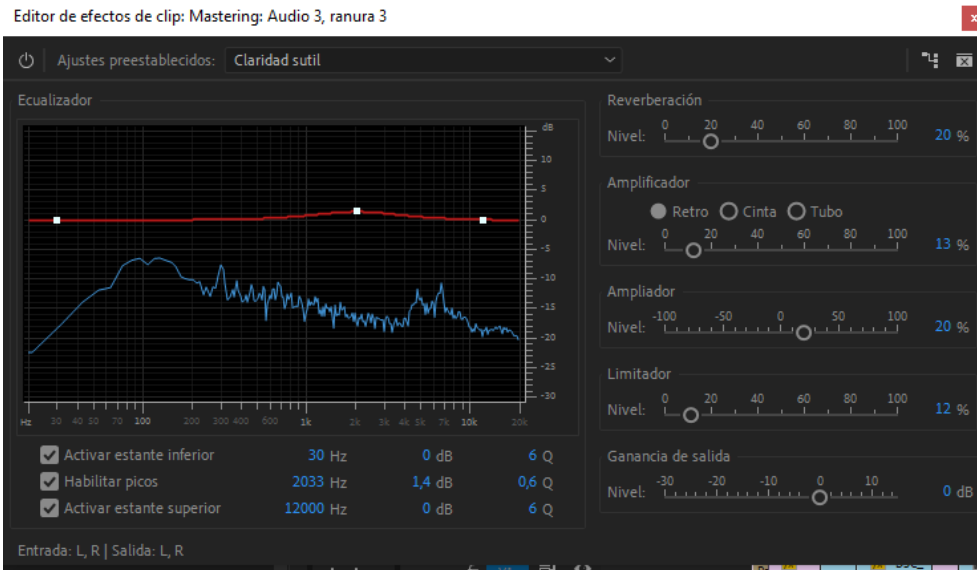 Editor de efectos de clip: Mastering: Audio 3, ranura 3
x
Ajustes preestablecidos: Claridad sutil
Ecualizador
dB
10
5
0
-5
-10
-15
-20
-25
-30
Hz 30 40 50 70 100 200 300 400 600 1k 2k 3k 4k 5k 7k 10k 20k
Activar estante inferior 30 Hz 0 dB 6 Q
Habilitar picos 2033 Hz 1,4 dB 0,6 Q
Activar estante superior 12000 Hz 0 dB 6 Q
Reverberación
0 20 40 60 80 100
Nivel: 20 %
Amplificador
Retro Cinta Tubo
0 20 40 60 80 100
Nivel: 13 %
Ampliador
-100 -50 0 50 100
Nivel: 20 %
Limitador
0 20 40 60 80 100
Nivel: 12 %
Ganancia de salida
-30 -20 -10 0 10
Nivel: 0 dB
Entrada: L, R | Salida: L, R